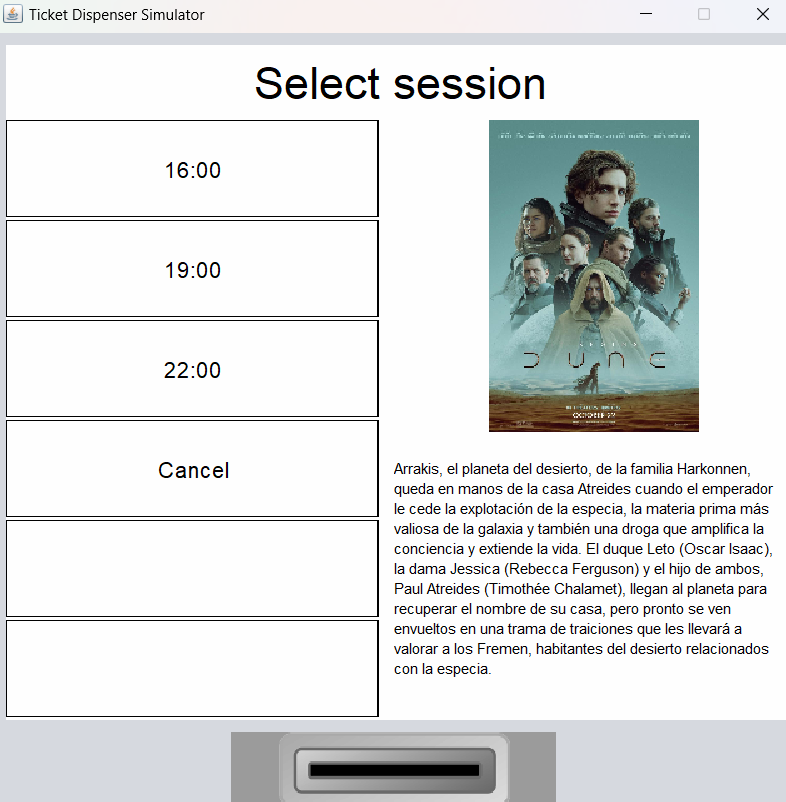 Ticket Dispenser Simulator
Select session
16:00
19:00
22:00
Cancel
DUNE
Arrakis, el planeta del desierto, de la familia Harkonnen,
queda en manos de la casa Atreides cuando el emperador
le cede la explotación de la especia, la materia prima más
valiosa de la galaxia y también una droga que amplifica la
conciencia y extiende la vida. El duque Leto (Oscar Isaac),
la dama Jessica (Rebecca Ferguson) y el hijo de ambos,
Paul Atreides (Timothée Chalamet), llegan al planeta para
recuperar el nombre de su casa, pero pronto se ven
envueltos en una trama de traiciones que les llevará a
valorar a los Fremen, habitantes del desierto relacionados
con la especia.